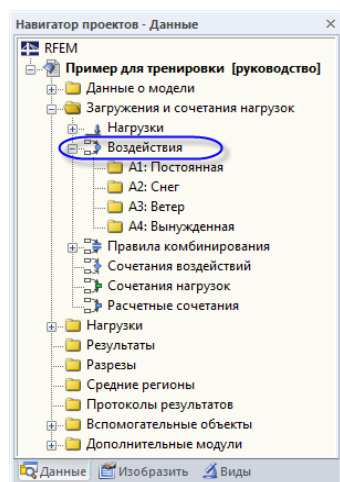 Навигатор проектов - Данные
RFEM
Пример для тренировки [руководство]
Данные о модели
Загружения и сочетания нагрузок
Нагрузки
Воздействия
A1: Постоянная
A2: Снег
A3: Ветер
A4: Вынужденная
Правила комбинирования
Сочетания воздействий
Сочетания нагрузок
Расчетные сочетания
Нагрузки
Результаты
Разрезы
Средние регионы
Протоколы результатов
Вспомогательные объекты
Дополнительные модули
Данные Изобразить Виды